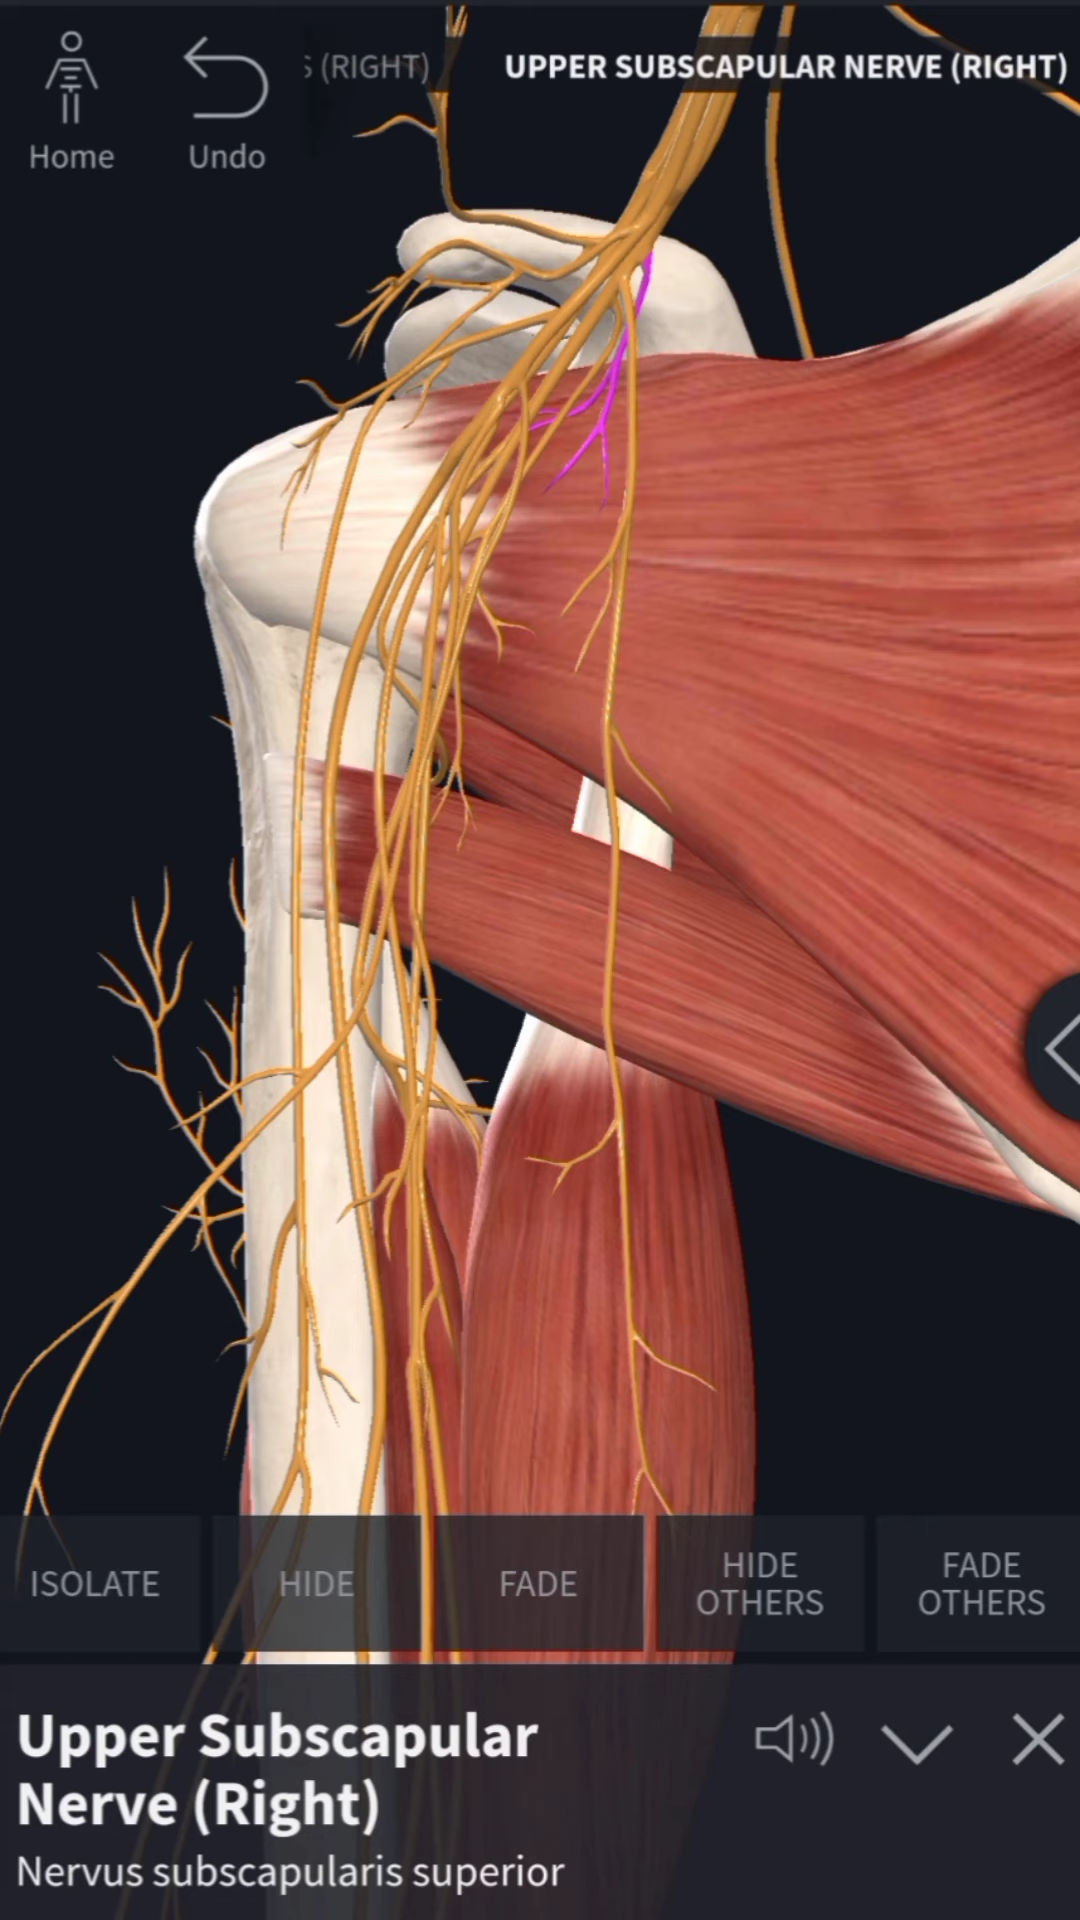 S (RIGHT)
UPPER SUBSCAPULAR NERVE (RIGHT)
Home
Undo
ISOLATE
HIDE
FADE
HIDE
OTHERS
FADE
OTHERS
Upper Subscapular
Nerve (Right)
Nervus subscapularis superior